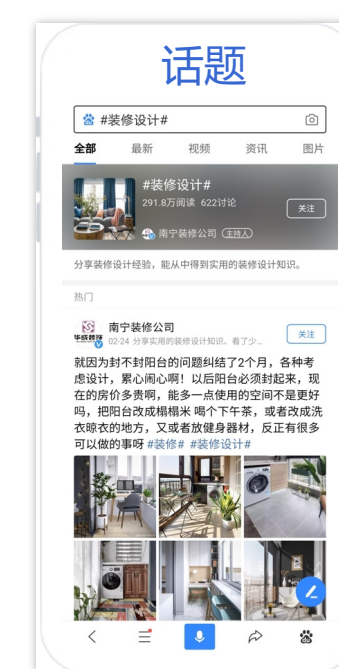 话题
#装修设计#
全部 最新 视频 资讯 图片
#装修设计#
291.8万阅读 622讨论
关注
南宁装修公司 主持人
分享装修设计经验，能从中得到实用的装修设计知识。
热门
华成装饰
南宁装修公司
02-24 分享实用的装修设计知识、看了少...
关注
就因为封不封阳台的问题纠结了2个月，各种考
虑设计，累心闹心啊！以后阳台必须封起来，现
在的房价多贵啊，能多一点使用的空间不是更好
吗，把阳台改成榻榻米 喝个下午茶，或者改成洗
衣晾衣的地方，又或者放健身器材，反正有很多
可以做的事呀 #装修# #装修设计#